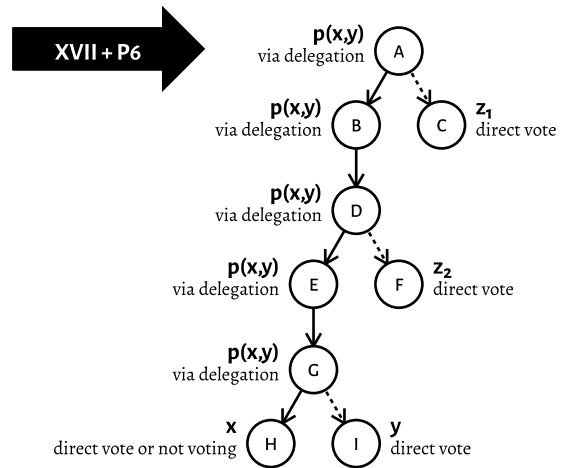 XVII + P6
p(x,y)
via delegation
A
p(x,y)
via delegation
B
C
z1
direct vote
p(x,y)
via delegation
D
p(x,y)
via delegation
E
F
z2
direct vote
p(x,y)
via delegation
G
x
direct vote or not voting
H
I
y
direct vote